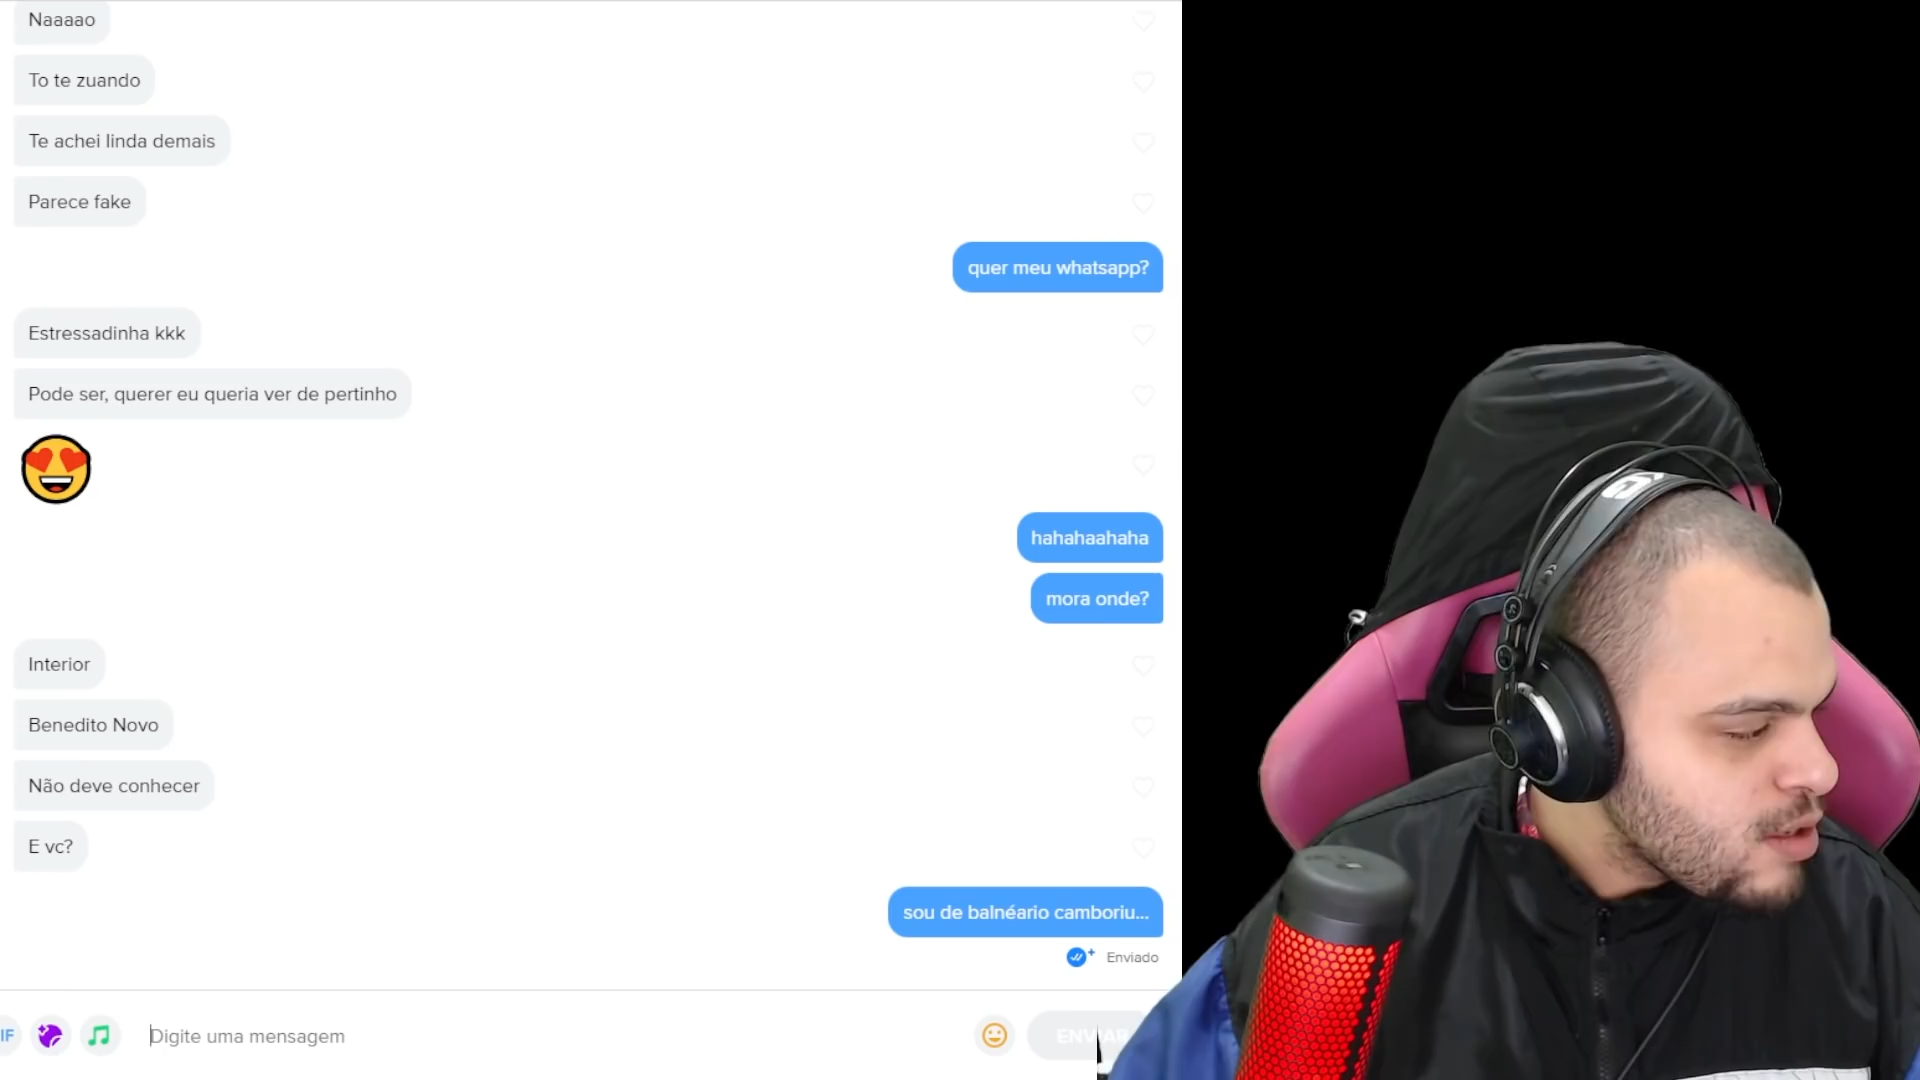 Naaaao
To te zuando
Te achei linda demais
Parece fake
quer meu whatsapp?
Estressadinha kkk
Pode ser, querer eu queria ver de pertinho
hahahaahaha
mora onde?
Interior
Benedito Novo
Não deve conhecer
E vc?
sou de balnéario camboriu...
Enviado
IF
Digite uma mensagem
ENVIAR